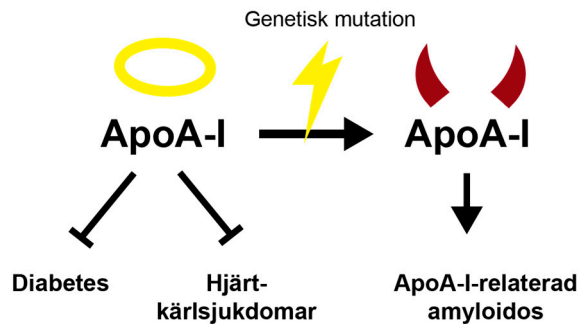 Genetisk mutation
ApoA-I
ApoA-I
Diabetes
Hjärt-
kärlsjukdomar
ApoA-I-relaterad
amyloidos